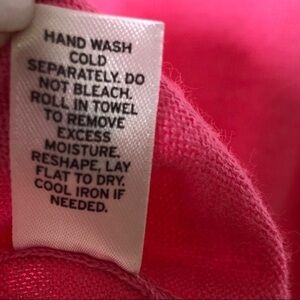 HAND WASH
COLD
SEPARATELY. DO
NOT BLEACH.
ROLL IN TOWEL
TO REMOVE
EXCESS
MOISTURE.
RESHAPE, LAY
FLAT TO DRY.
COOL IRON IF
NEEDED.